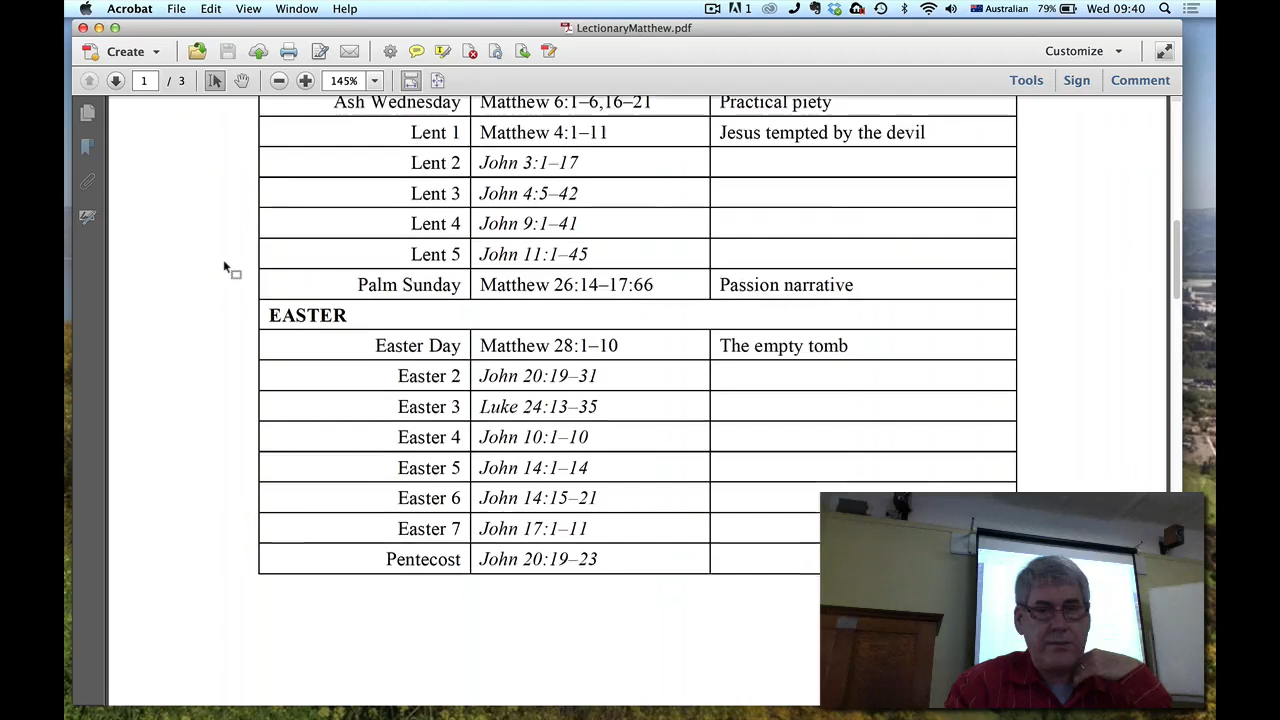 Acrobat File Edit View Window Help 1 Australian 79% Wed 09:40
LectionaryMatthew.pdf
Create Customize
1 / 3 145% Tools Sign Comment
Ash Wednesday Matthew 6:1–6,16–21 Practical piety
Lent 1 Matthew 4:1–11 Jesus tempted by the devil
Lent 2 John 3:1–17
Lent 3 John 4:5–42
Lent 4 John 9:1–41
Lent 5 John 11:1–45
Palm Sunday Matthew 26:14–17:66 Passion narrative
EASTER
Easter Day Matthew 28:1–10 The empty tomb
Easter 2 John 20:19–31
Easter 3 Luke 24:13–35
Easter 4 John 10:1–10
Easter 5 John 14:1–14
Easter 6 John 14:15–21
Easter 7 John 17:1–11
Pentecost John 20:19–23